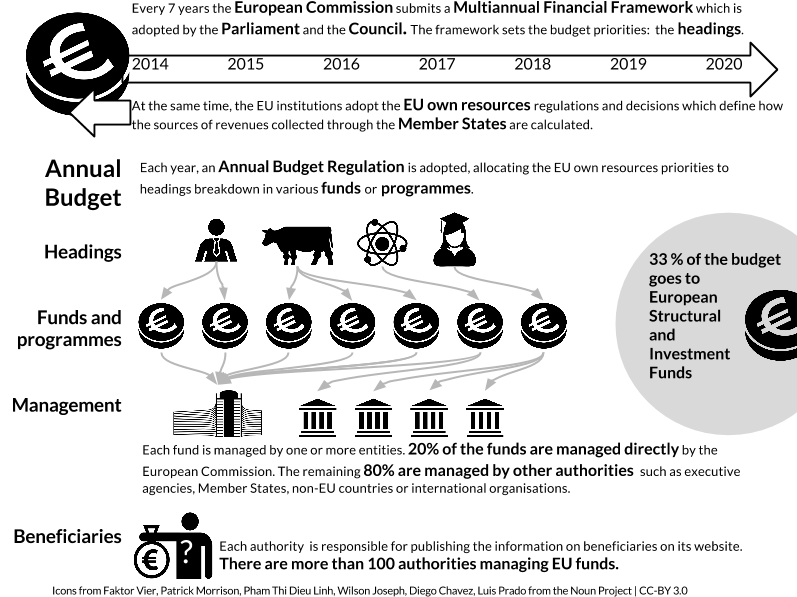 Every 7 years the European Commission submits a Multiannual Financial Framework which is
adopted by the Parliament and the Council. The framework sets the budget priorities: the headings.
2014 2015 2016 2017 2018 2019 2020
At the same time, the EU institutions adopt the EU own resources regulations and decisions which define how
the sources of revenues collected through the Member States are calculated.
Annual
Budget
Each year, an Annual Budget Regulation is adopted, allocating the EU own resources priorities to
headings breakdown in various funds or programmes.
Headings
33 % of the budget
goes to
European
Structural
and
Investment
Funds
Funds and
programmes
Management
Each fund is managed by one or more entities. 20% of the funds are managed directly by the
European Commission. The remaining 80% are managed by other authorities such as executive
agencies, Member States, non-EU countries or international organisations.
Beneficiaries
?
Each authority is responsible for publishing the information on beneficiaries on its website.
There are more than 100 authorities managing EU funds.
Icons from Faktor Vier, Patrick Morrison, Pham Thi Dieu Linh, Wilson Joseph, Diego Chavez, Luis Prado from the Noun Project | CC-BY 3.0